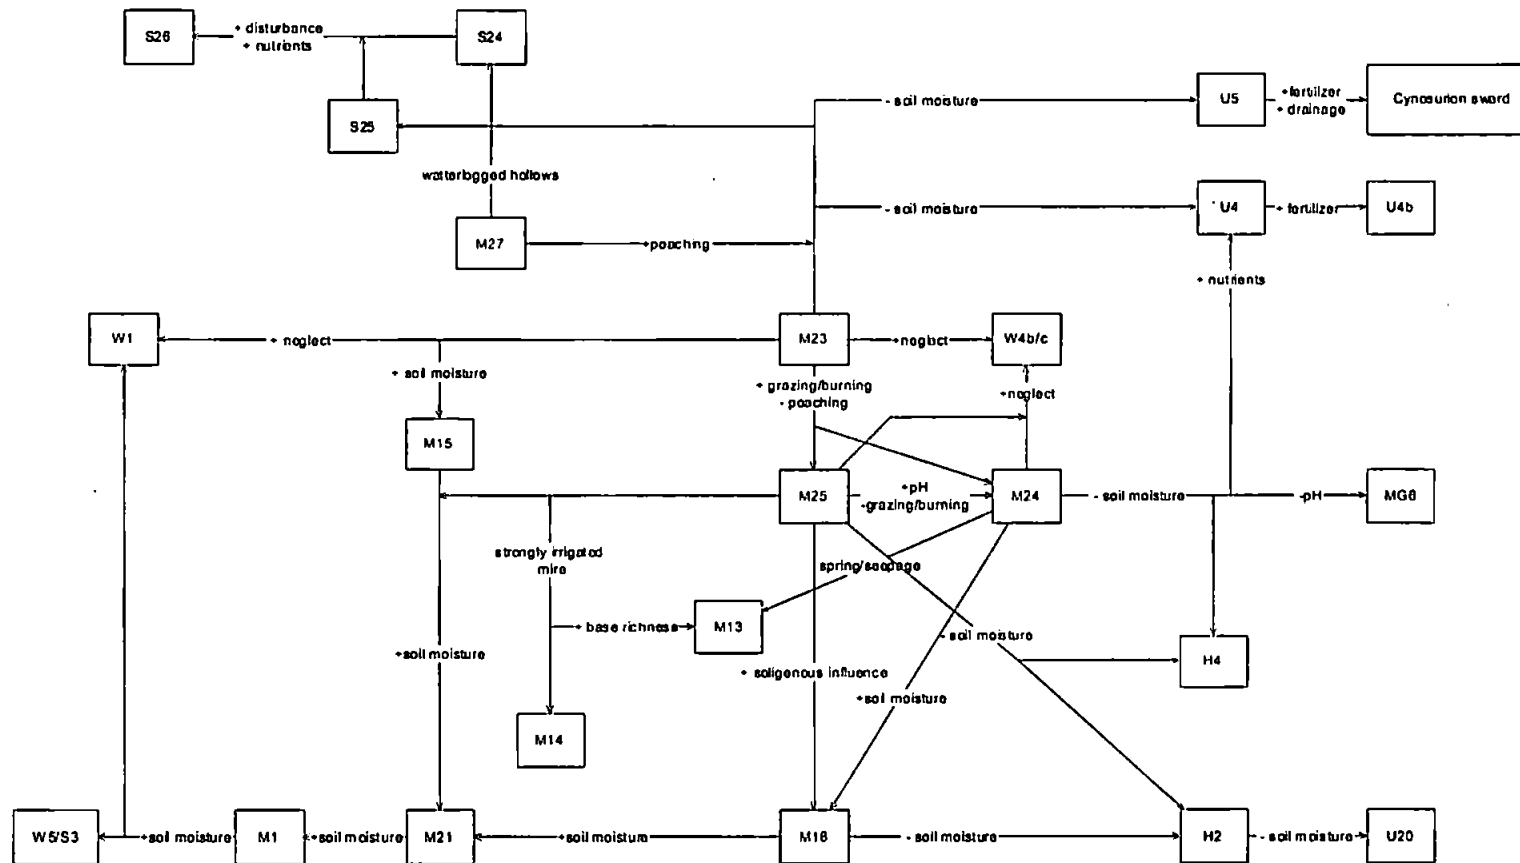 S26
+ disturbance
+ nutrients
S24
S25
- soil moisture
U5
+fertilizer
+ drainage
Cynosurion sward
watterlogged hollows
- soil moisture
U4
+ fertilizer
U4b
M27
+poaching
+ nutrients
W1
+ neglect
M23
+neglect
W4b/c
+ soil moisture
+ grazing/burning
- poaching
+neglect
M15
M25
+pH
-grazing/burning
M24
- soil moisture
-pH
MG6
strongly irrigated
mire
spring/seepage
+ base richness
M13
- soil moisture
+soil moisture
H4
+ soligenous influence
+soil moisture
M14
W5/S3
+soil moisture
M1
+soil moisture
M21
+soil moisture
M16
- soil moisture
H2
- soil moisture
U20